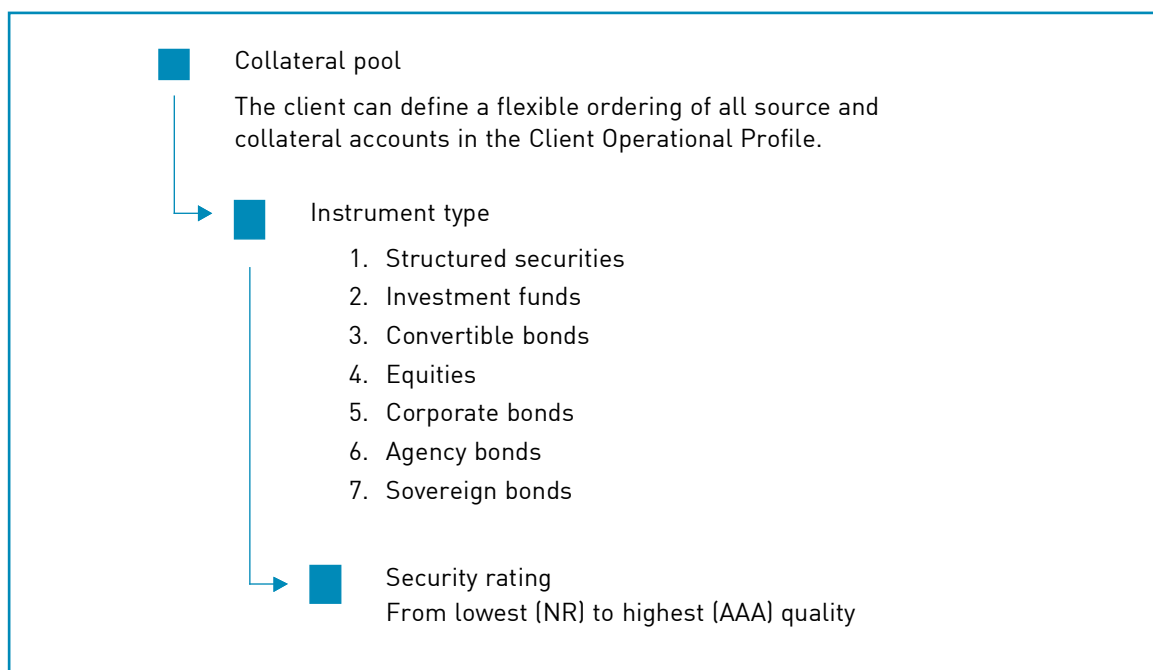 Collateral pool
The client can define a flexible ordering of all source and
collateral accounts in the Client Operational Profile.
Instrument type
1. Structured securities
2. Investment funds
3. Convertible bonds
4. Equities
5. Corporate bonds
6. Agency bonds
7. Sovereign bonds
Security rating
From lowest (NR) to highest (AAA) quality